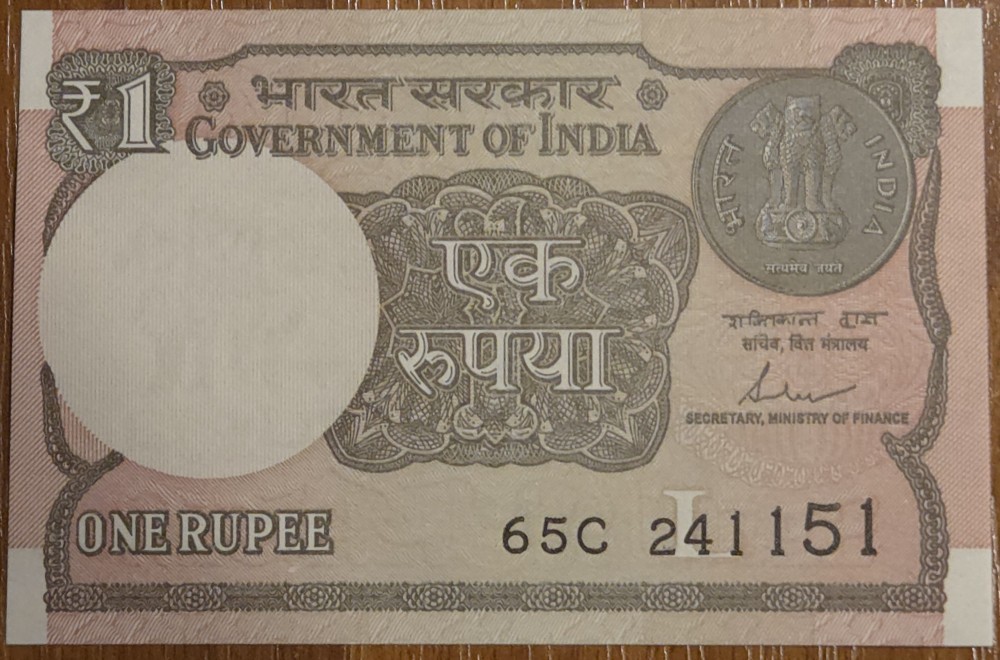 ₹1
भारत सरकार
GOVERNMENT OF INDIA
भारत
INDIA
सत्यमेव जयते
एक
रुपया
शक्तिकान्त दास
सचिव, वित्त मंत्रालय
SECRETARY, MINISTRY OF FINANCE
ONE RUPEE
L
65C 241151